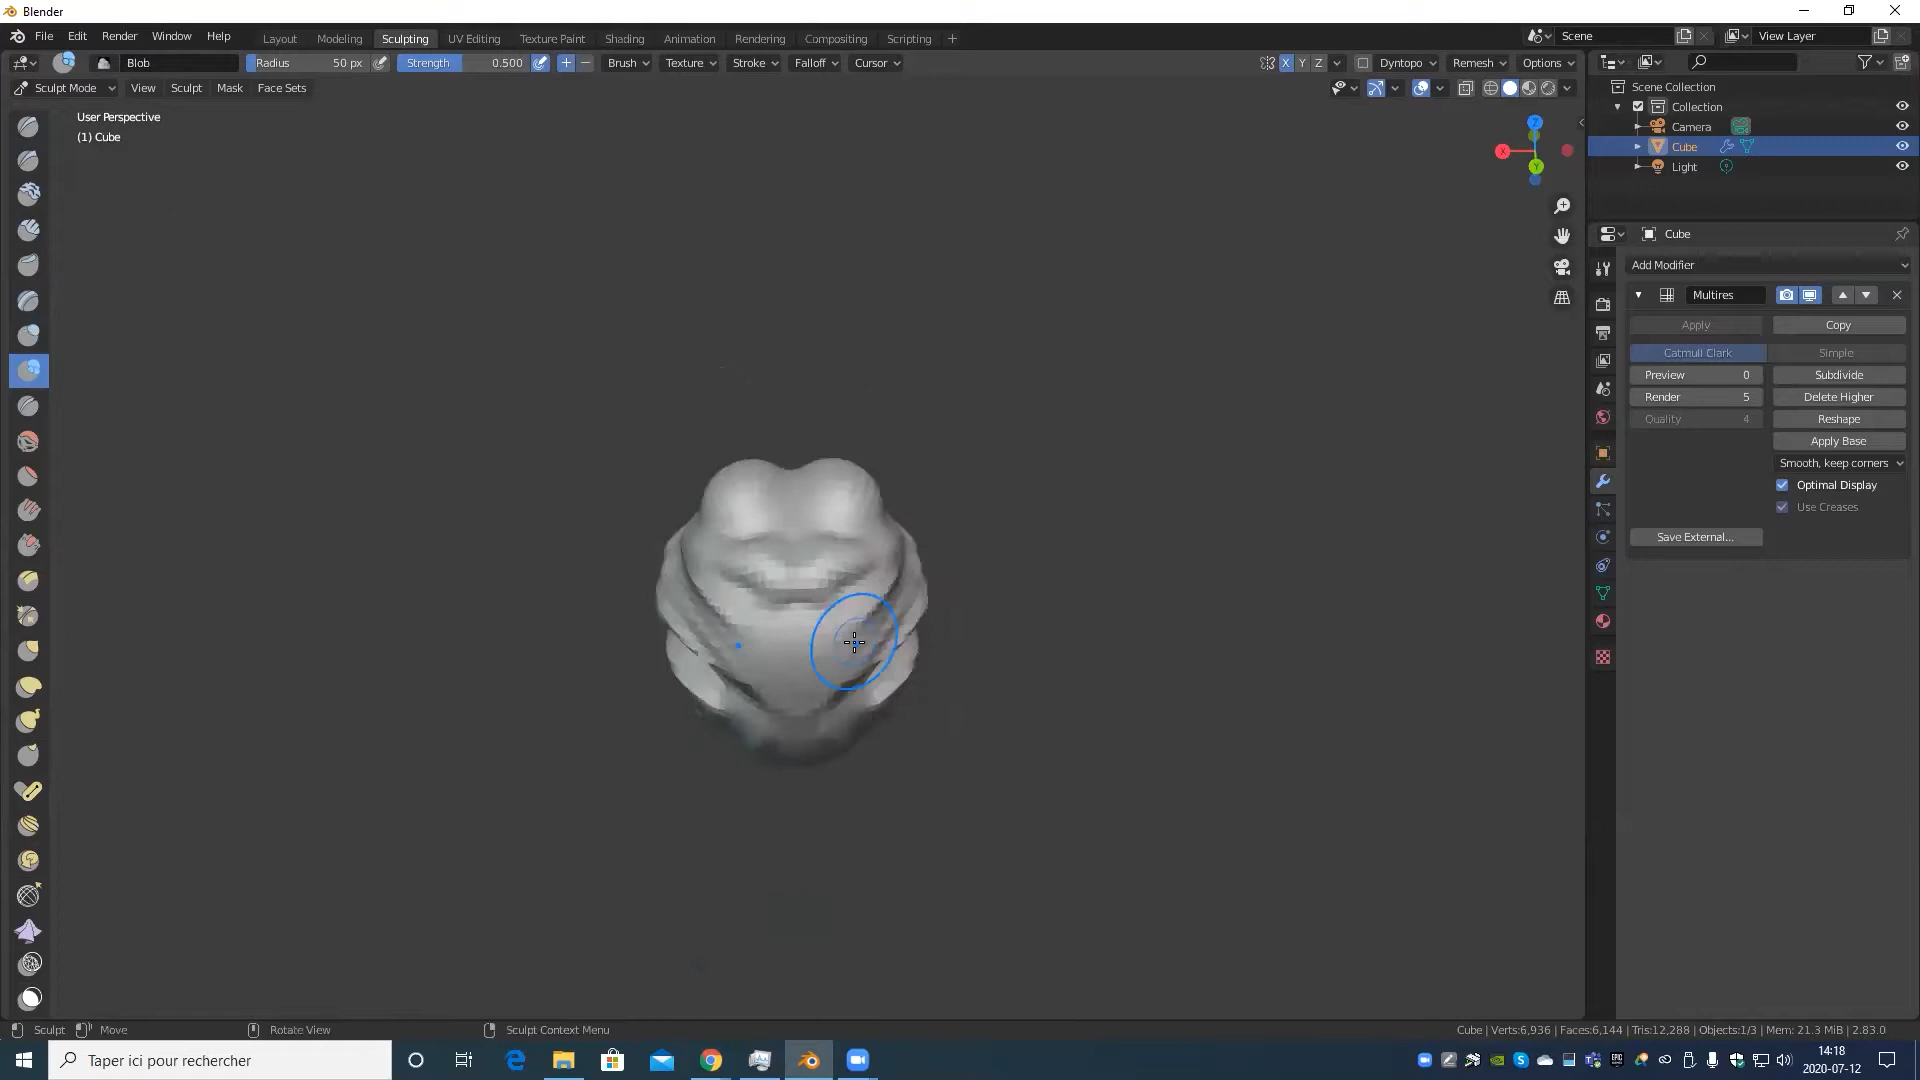 Blender
File Edit Render Window Help Layout Modeling Sculpting UV Editing Texture Paint Shading Animation Rendering Compositing Scripting + Scene View Layer
Blob Radius 50 px Strength 0.500 + − Brush Texture Stroke Falloff Cursor X Y Z Dyntopo Remesh Options
Sculpt Mode View Sculpt Mask Face Sets
User Perspective
(1) Cube
Z
X
Y
Scene Collection
Collection
Camera
Cube
Light
Cube
Add Modifier
Multires
Apply Copy
Catmull Clark Simple
Preview 0 Subdivide
Render 5 Delete Higher
Quality 4 Reshape
Apply Base
Smooth, keep corners
Optimal Display
Use Creases
Save External...
Sculpt Move Rotate View Sculpt Context Menu Cube | Verts:6,936 | Faces:6,144 | Tris:12,288 | Objects:1/3 | Mem: 21.3 MiB | 2.83.0
Taper ici pour rechercher
14:18
2020-07-12